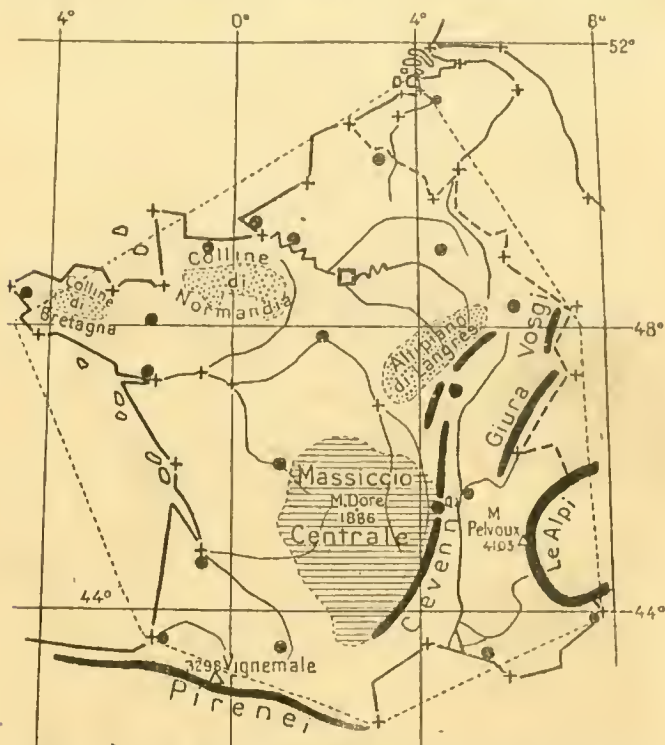 4°
0°
4°
8°
52°
Colline
di
Normandia
Colline
di
Bretagna
48°
Altipiano
di Langres
Vosgi
Giura
Massiccio
M. Dore
1886
Centrale
Cevenni
M
Pelvoux
4103
Le Alpi
44°
44°
3298 Vignemale
Pirenei